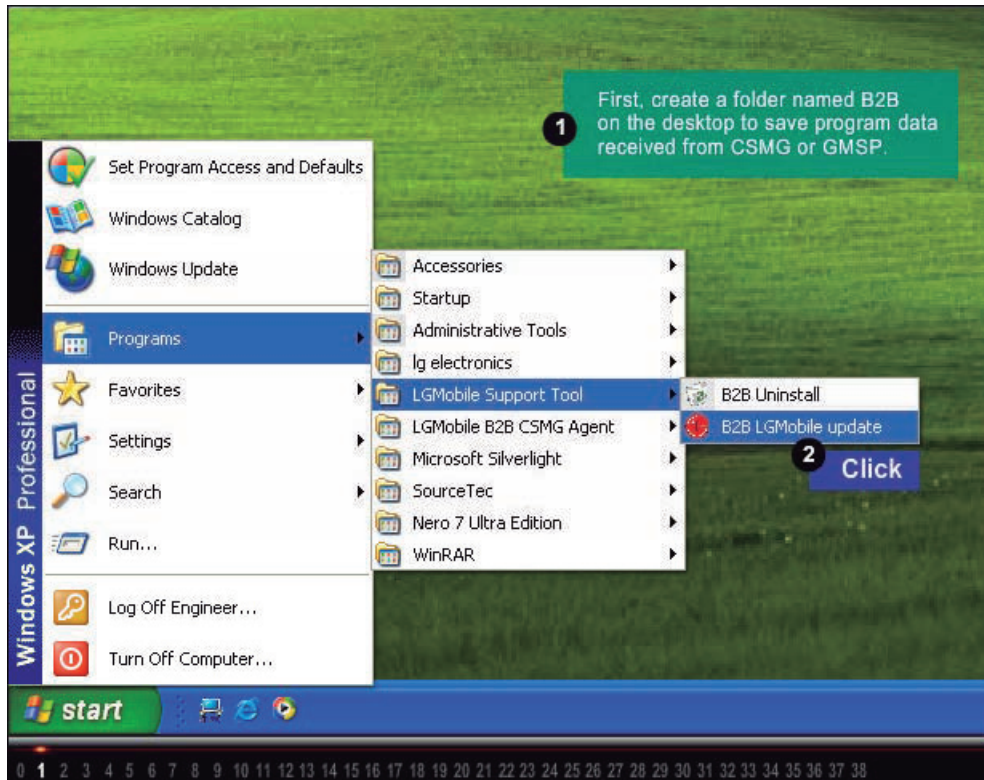 First, create a folder named B2B
1
on the desktop to save program data
received from CSMG or GMSP.
Set Program Access and Defaults
Windows Catalog
Windows Update
Programs
Favorites
Settings
Search
Run...
Log Off Engineer...
Turn Off Computer...
Windows XP Professional
Accessories
Startup
Administrative Tools
lg electronics
LGMobile Support Tool
LGMobile B2B CSMG Agent
Microsoft Silverlight
SourceTec
Nero 7 Ultra Edition
WinRAR
B2B Uninstall
B2B LGMobile update
2
Click
start
0 1 2 3 4 5 6 7 8 9 10 11 12 13 14 15 16 17 18 19 20 21 22 23 24 25 26 27 28 29 30 31 32 33 34 35 36 37 38